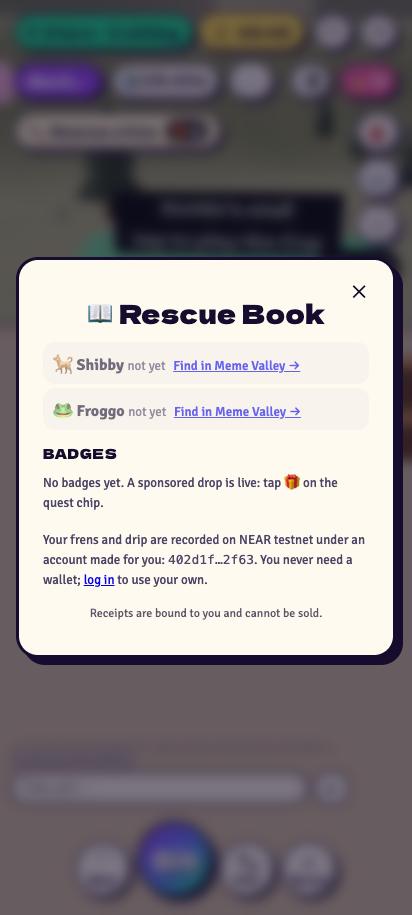 Rescue Book
Shibby not yet Find in Meme Valley →
Froggo not yet Find in Meme Valley →
BADGES
No badges yet. A sponsored drop is live: tap 🎁 on the
quest chip.
Your frens and drip are recorded on NEAR testnet under an
account made for you: 402d1f…2f63. You never need a
wallet; log in to use your own.
Receipts are bound to you and cannot be sold.